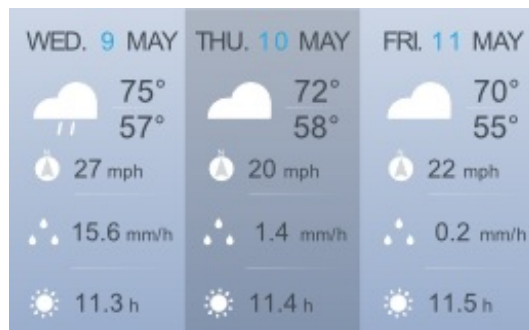 WED. 9 MAY
75°
57°
N
27 mph
15.6 mm/h
11.3 h
THU. 10 MAY
72°
58°
N
20 mph
1.4 mm/h
11.4 h
FRI. 11 MAY
70°
55°
N
22 mph
0.2 mm/h
11.5 h